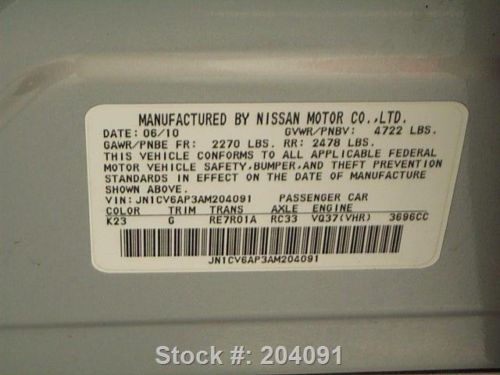 MANUFACTURED BY NISSAN MOTOR CO.,LTD.
DATE: 06/10 GVWR/PNBV: 4722 LBS.
GAWR/PNBE FR: 2270 LBS. RR: 2478 LBS.
THIS VEHICLE CONFORMS TO ALL APPLICABLE FEDERAL
MOTOR VEHICLE SAFETY,BUMPER,AND THEFT PREVENTION
STANDARDS IN EFFECT ON THE DATE OF MANUFACTURE
SHOWN ABOVE.
VIN: JN1CV6AP3AM204091 PASSENGER CAR
COLOR TRIM TRANS AXLE ENGINE
K23 G RE7R01A RC33 VQ37(VHR) 3696CC
JN1CV6AP3AM204091
Stock #: 204091